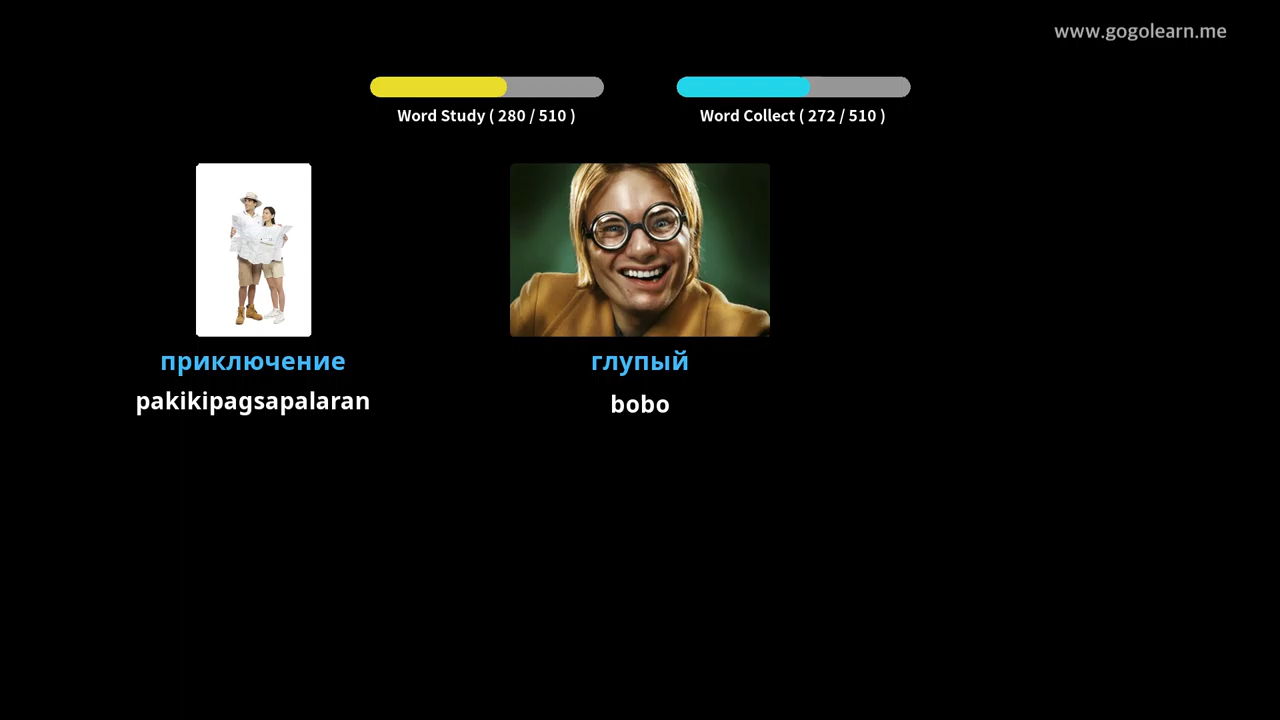 www.gogolearn.me
Word Study ( 280 / 510 )
Word Collect ( 272 / 510 )
приключение
pakikipagsapalaran
глупый
bobo